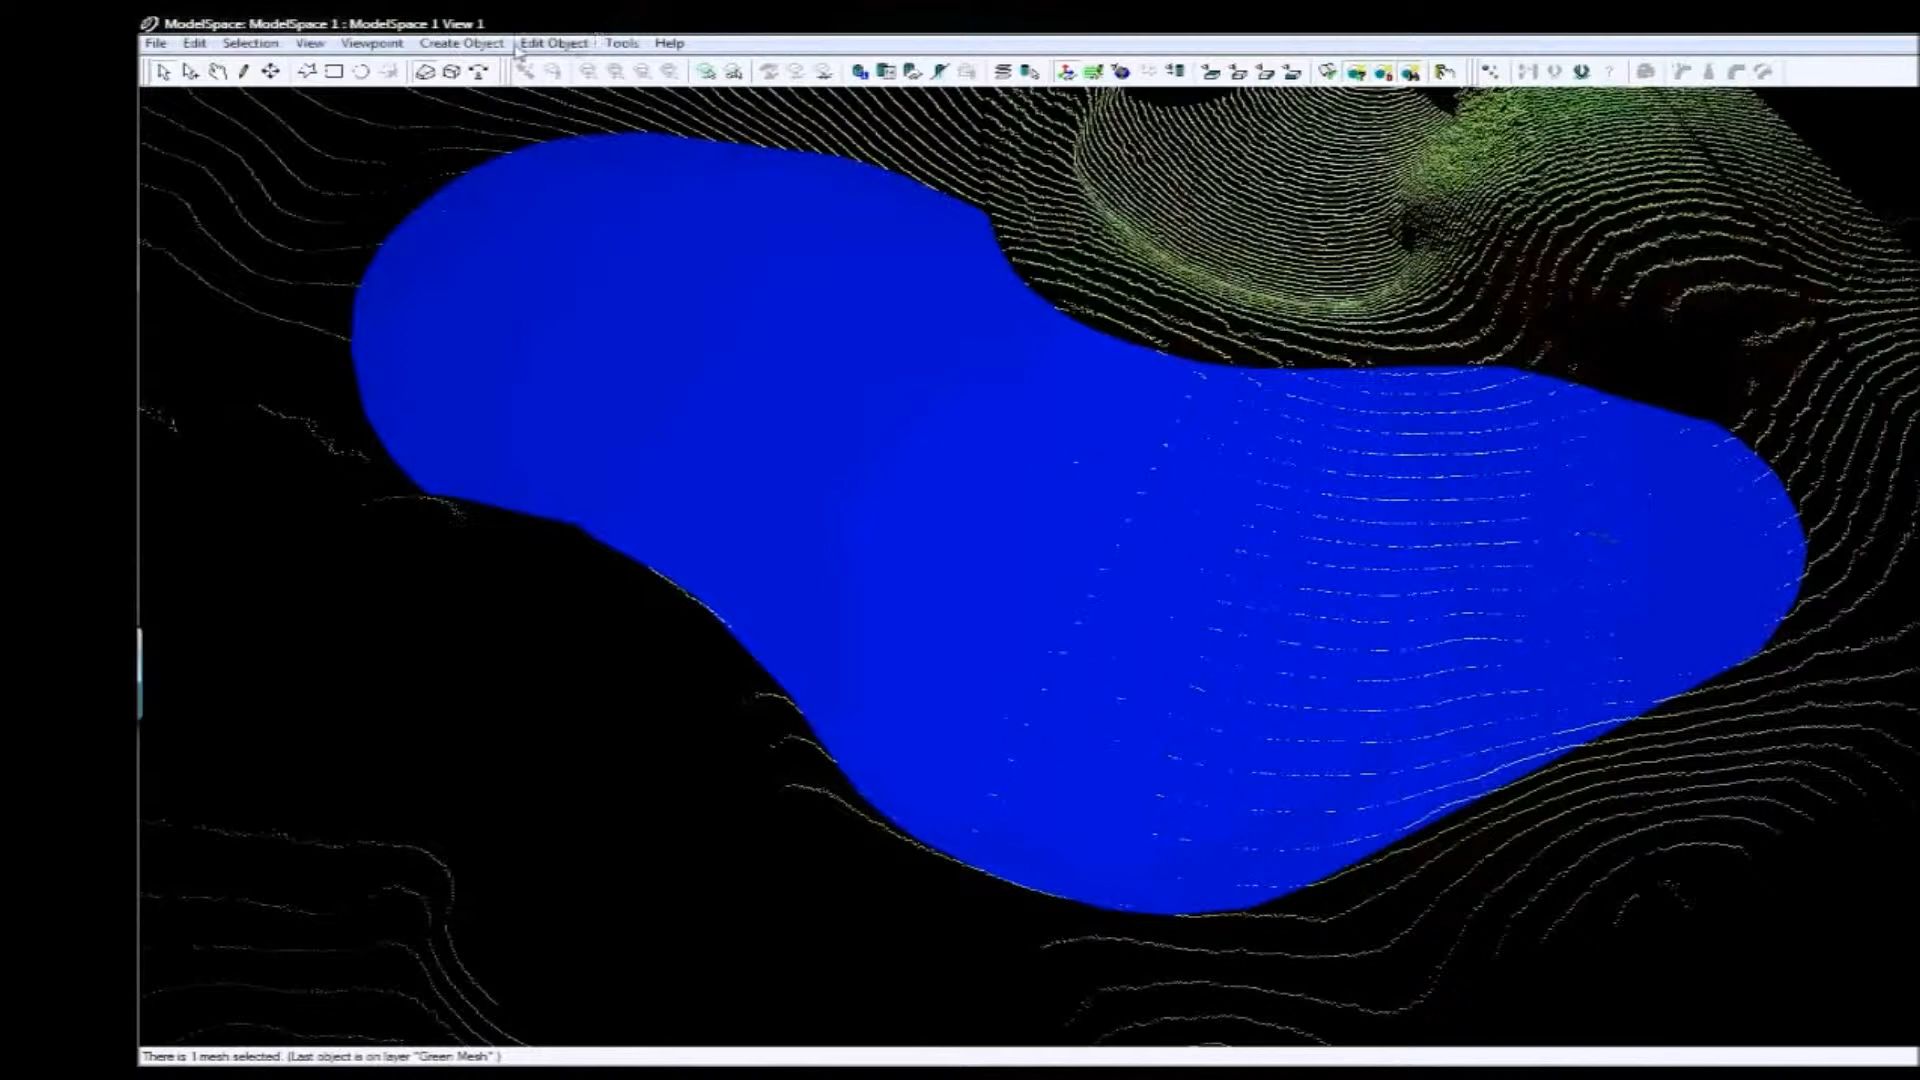 ModelSpace: ModelSpace 1 : ModelSpace 1 View 1
File Edit Selection View Viewpoint Create Object Edit Object Tools Help
There is 1 mesh selected. (Last object is on layer "Green Mesh" )